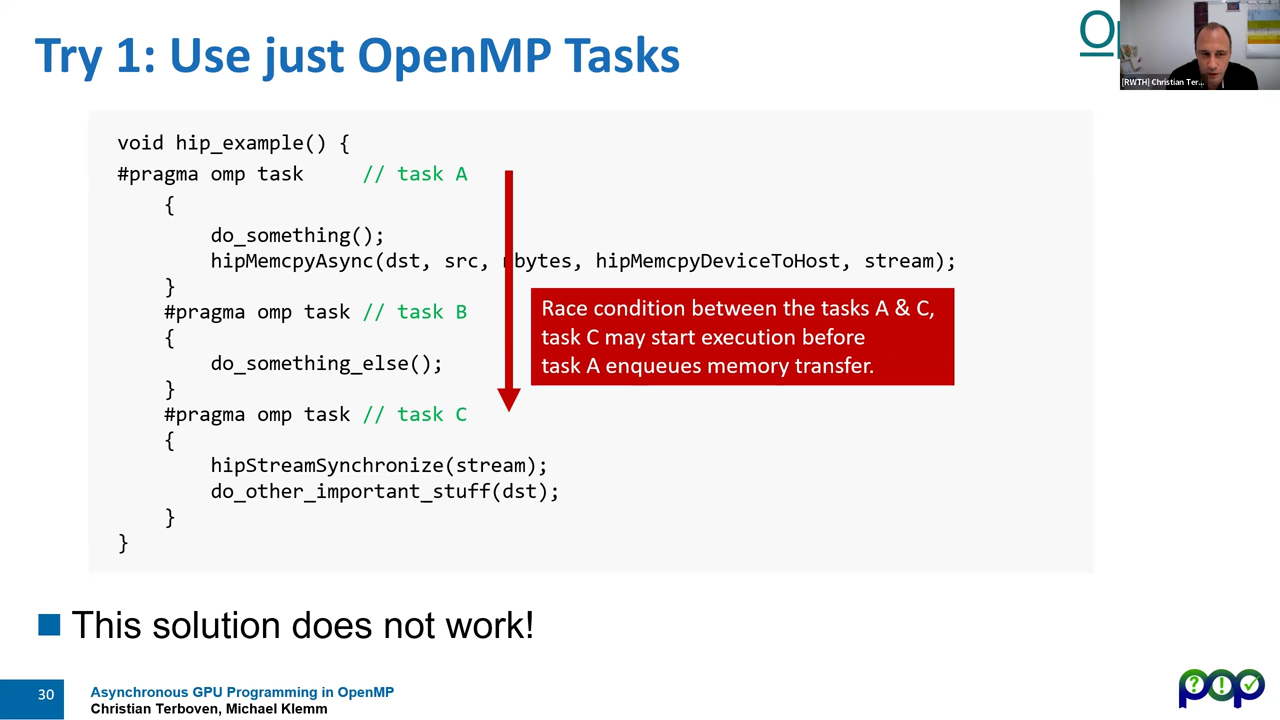 Try 1: Use just OpenMP Tasks
[RWTH] Christian Ter...
void hip_example() {
#pragma omp task // task A
{
do_something();
hipMemcpyAsync(dst, src, nbytes, hipMemcpyDeviceToHost, stream);
}
#pragma omp task // task B
{
do_something_else();
}
#pragma omp task // task C
{
hipStreamSynchronize(stream);
do_other_important_stuff(dst);
}
}
Race condition between the tasks A & C,
task C may start execution before
task A enqueues memory transfer.
This solution does not work!
30
Asynchronous GPU Programming in OpenMP
Christian Terboven, Michael Klemm
pop